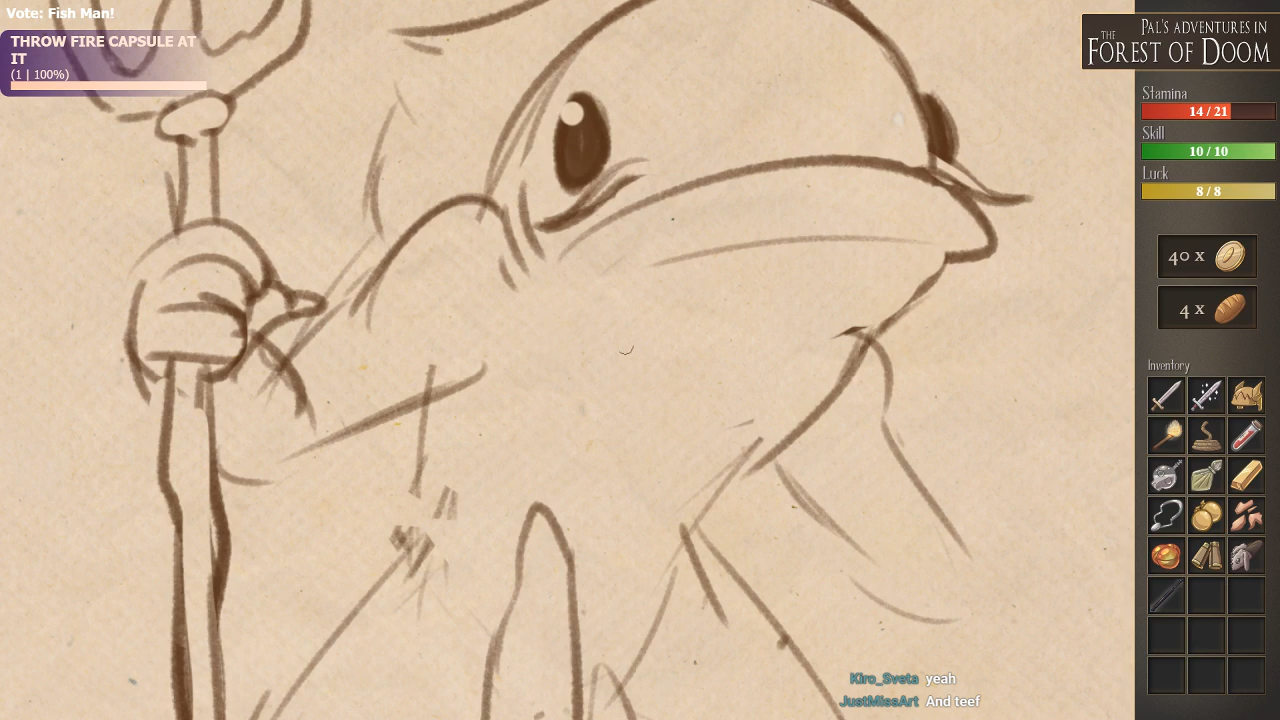 Vote: Fish Man!
THROW FIRE CAPSULE AT
IT
(1 | 100%)
PAL'S ADVENTURES IN
THE
FOREST OF DOOM
Stamina
14 / 21
Skill
10 / 10
Luck
8 / 8
40 x
4 x
Inventory
Kiro_Sveta yeah
JustMissArt And teef